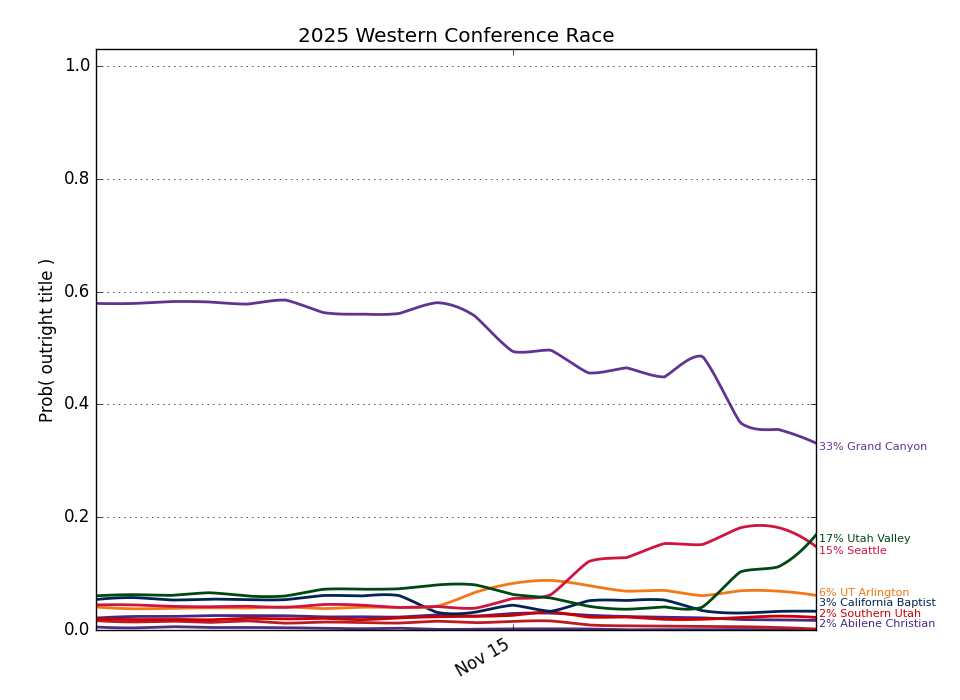 2025 Western Conference Race
Prob( outright title )
1.0
0.8
0.6
0.4
0.2
0.0
Nov 15
33% Grand Canyon
17% Utah Valley
15% Seattle
6% UT Arlington
3% California Baptist
2% Southern Utah
2% Abilene Christian